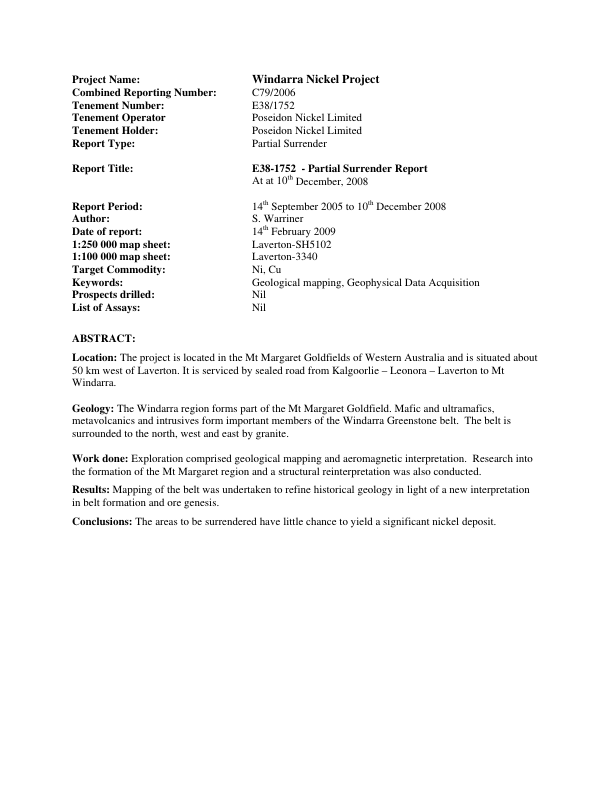 Project Name: Windarra Nickel Project
Combined Reporting Number: C79/2006
Tenement Number: E38/1752
Tenement Operator Poseidon Nickel Limited
Tenement Holder: Poseidon Nickel Limited
Report Type: Partial Surrender
Report Title: E38-1752 - Partial Surrender Report
At at 10th December, 2008
Report Period: 14th September 2005 to 10th December 2008
Author: S. Warriner
Date of report: 14th February 2009
1:250 000 map sheet: Laverton-SH5102
1:100 000 map sheet: Laverton-3340
Target Commodity: Ni, Cu
Keywords: Geological mapping, Geophysical Data Acquisition
Prospects drilled: Nil
List of Assays: Nil
ABSTRACT:
Location: The project is located in the Mt Margaret Goldfields of Western Australia and is situated about
50 km west of Laverton. It is serviced by sealed road from Kalgoorlie – Leonora – Laverton to Mt
Windarra.
Geology: The Windarra region forms part of the Mt Margaret Goldfield. Mafic and ultramafics,
metavolcanics and intrusives form important members of the Windarra Greenstone belt. The belt is
surrounded to the north, west and east by granite.
Work done: Exploration comprised geological mapping and aeromagnetic interpretation. Research into
the formation of the Mt Margaret region and a structural reinterpretation was also conducted.
Results: Mapping of the belt was undertaken to refine historical geology in light of a new interpretation
in belt formation and ore genesis.
Conclusions: The areas to be surrendered have little chance to yield a significant nickel deposit.